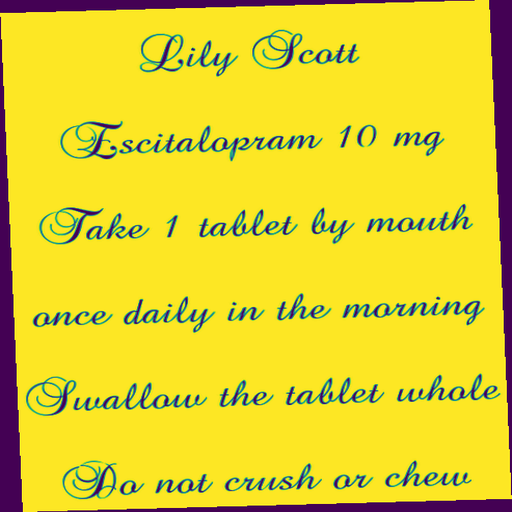 Lily Scott
Escitalopram 10 mg
Take 1 tablet by mouth
once daily in the morning
Swallow the tablet whole
Do not crush or chew